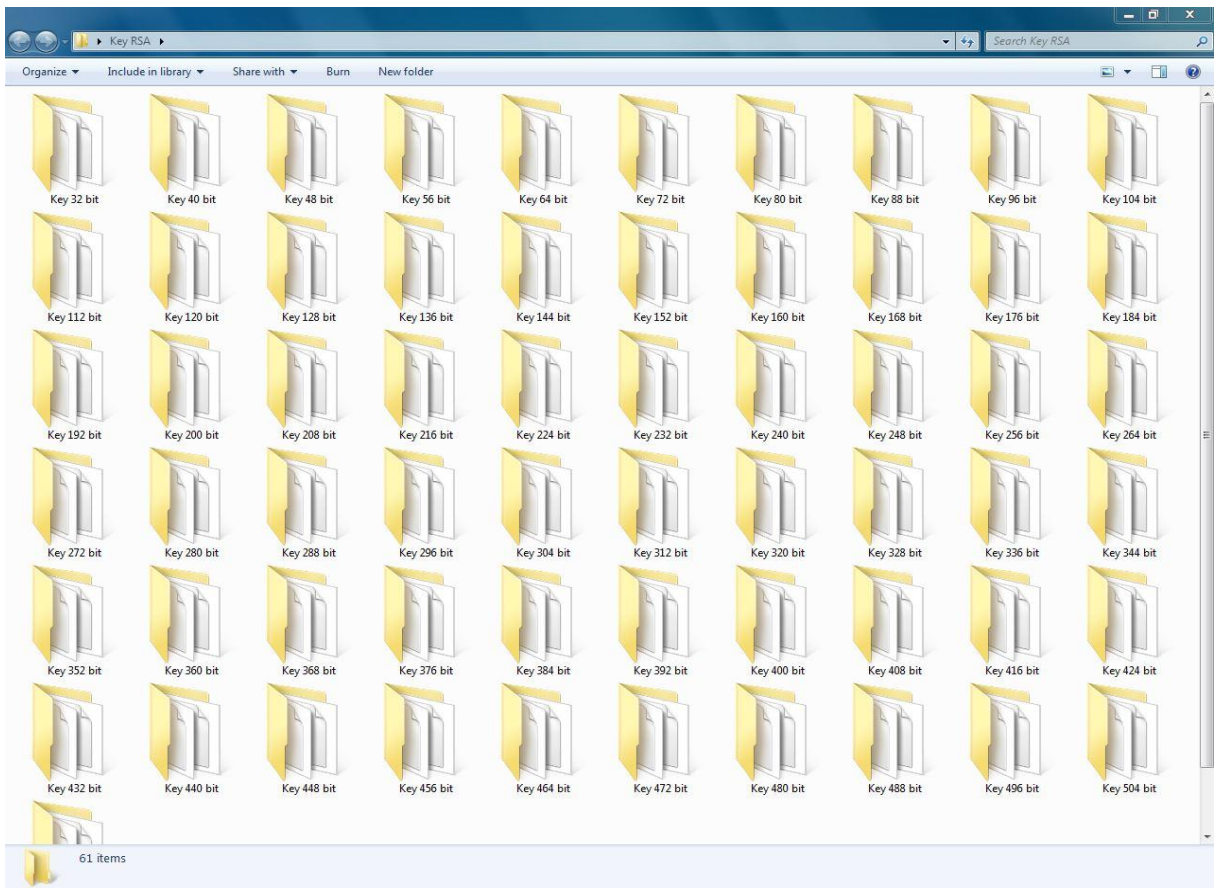 Key RSA
Search Key RSA
Organize Include in library Share with Burn New folder
Key 32 bit Key 40 bit Key 48 bit Key 56 bit Key 64 bit Key 72 bit Key 80 bit Key 88 bit Key 96 bit Key 104 bit
Key 112 bit Key 120 bit Key 128 bit Key 136 bit Key 144 bit Key 152 bit Key 160 bit Key 168 bit Key 176 bit Key 184 bit
Key 192 bit Key 200 bit Key 208 bit Key 216 bit Key 224 bit Key 232 bit Key 240 bit Key 248 bit Key 256 bit Key 264 bit
Key 272 bit Key 280 bit Key 288 bit Key 296 bit Key 304 bit Key 312 bit Key 320 bit Key 328 bit Key 336 bit Key 344 bit
Key 352 bit Key 360 bit Key 368 bit Key 376 bit Key 384 bit Key 392 bit Key 400 bit Key 408 bit Key 416 bit Key 424 bit
Key 432 bit Key 440 bit Key 448 bit Key 456 bit Key 464 bit Key 472 bit Key 480 bit Key 488 bit Key 496 bit Key 504 bit
61 items